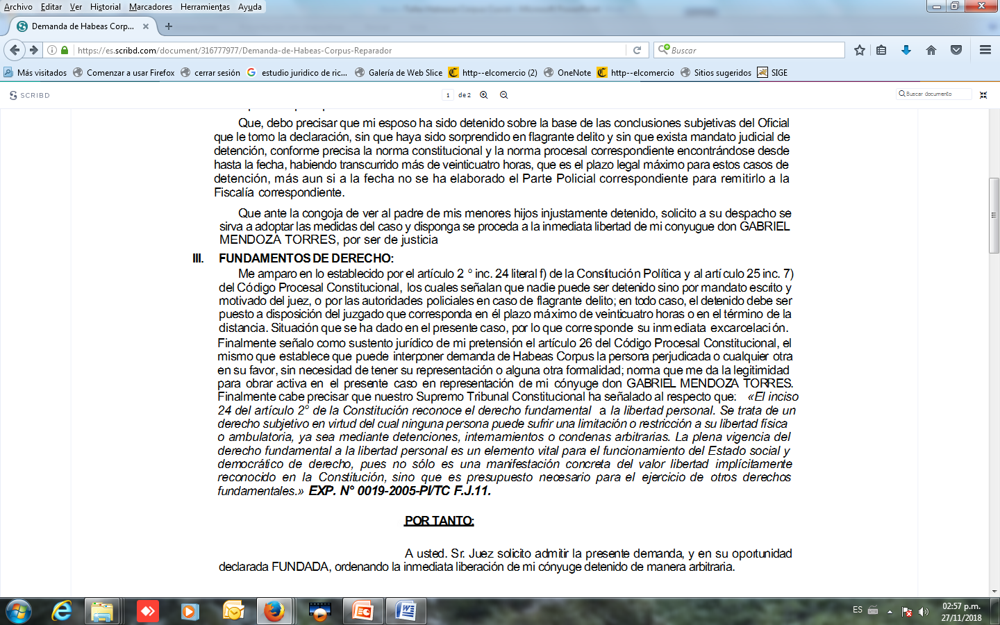 Archivo Editar Ver Historial Marcadores Herramientas Ayuda
Demanda de Habeas Corp...
https://es.scribd.com/document/316777977/Demanda-de-Habeas-Corpus-Reparador
Buscar
Más visitados Comenzar a usar Firefox cerrar sesión estudio juridico de ric... Galería de Web Slice http--elcomercio (2) OneNote http--elcomercio Sitios sugeridos SIGE
SCRIBD 1 de 2 Buscar documento
Que, debo precisar que mi esposo ha sido detenido sobre la base de las conclusiones subjetivas del Oficial
que le tomo la declaración, sin que haya sido sorprendido en flagrante delito y sin que exista mandato judicial de
detención, conforme precisa la norma constitucional y la norma procesal correspondiente encontrándose desde
hasta la fecha, habiendo transcurrido más de veinticuatro horas, que es el plazo legal máximo para estos casos de
detención, más aun si a la fecha no se ha elaborado el Parte Policial correspondiente para remitirlo a la
Fiscalía correspondiente.
Que ante la congoja de ver al padre de mis menores hijos injustamente detenido, solicito a su despacho se
sirva a adoptar las medidas del caso y disponga se proceda a la inmediata libertad de mi conyugue don GABRIEL
MENDOZA TORRES, por ser de justicia
III. FUNDAMENTOS DE DERECHO:
Me amparo en lo establecido por el artículo 2 ° inc. 24 literal f) de la Constitución Política y al artículo 25 inc. 7)
del Código Procesal Constitucional, los cuales señalan que nadie puede ser detenido sino por mandato escrito y
motivado del juez, o por las autoridades policiales en caso de flagrante delito; en todo caso, el detenido debe ser
puesto a disposición del juzgado que corresponda en él plazo máximo de veinticuatro horas o en el término de la
distancia. Situación que se ha dado en el presente caso, por lo que corresponde su inmediata excarcelación.
Finalmente señalo como sustento jurídico de mi pretensión el artículo 26 del Código Procesal Constitucional, el
mismo que establece que puede interponer demanda de Habeas Corpus la persona perjudicada o cualquier otra
en su favor, sin necesidad de tener su representación o alguna otra formalidad; norma que me da la legitimidad
para obrar activa en el presente caso en representación de mi cónyuge don GABRIEL MENDOZA TORRES.
Finalmente cabe precisar que nuestro Supremo Tribunal Constitucional ha señalado al respecto que: «El inciso
24 del artículo 2° de la Constitución reconoce el derecho fundamental a la libertad personal. Se trata de un
derecho subjetivo en virtud del cual ninguna persona puede sufrir una limitación o restricción a su libertad física
o ambulatoria, ya sea mediante detenciones, internamientos o condenas arbitrarias. La plena vigencia del
derecho fundamental a la libertad personal es un elemento vital para el funcionamiento del Estado social y
democrático de derecho, pues no sólo es una manifestación concreta del valor libertad implícitamente
reconocido en la Constitución, sino que es presupuesto necesario para el ejercicio de otros derechos
fundamentales.» EXP. N° 0019-2005-PI/TC F.J.11.
POR TANTO:
A usted. Sr. Juez solicito admitir la presente demanda, y en su oportunidad
declarada FUNDADA, ordenando la inmediata liberación de mi cónyuge detenido de manera arbitraria.
ES 02:57 p.m.
27/11/2018